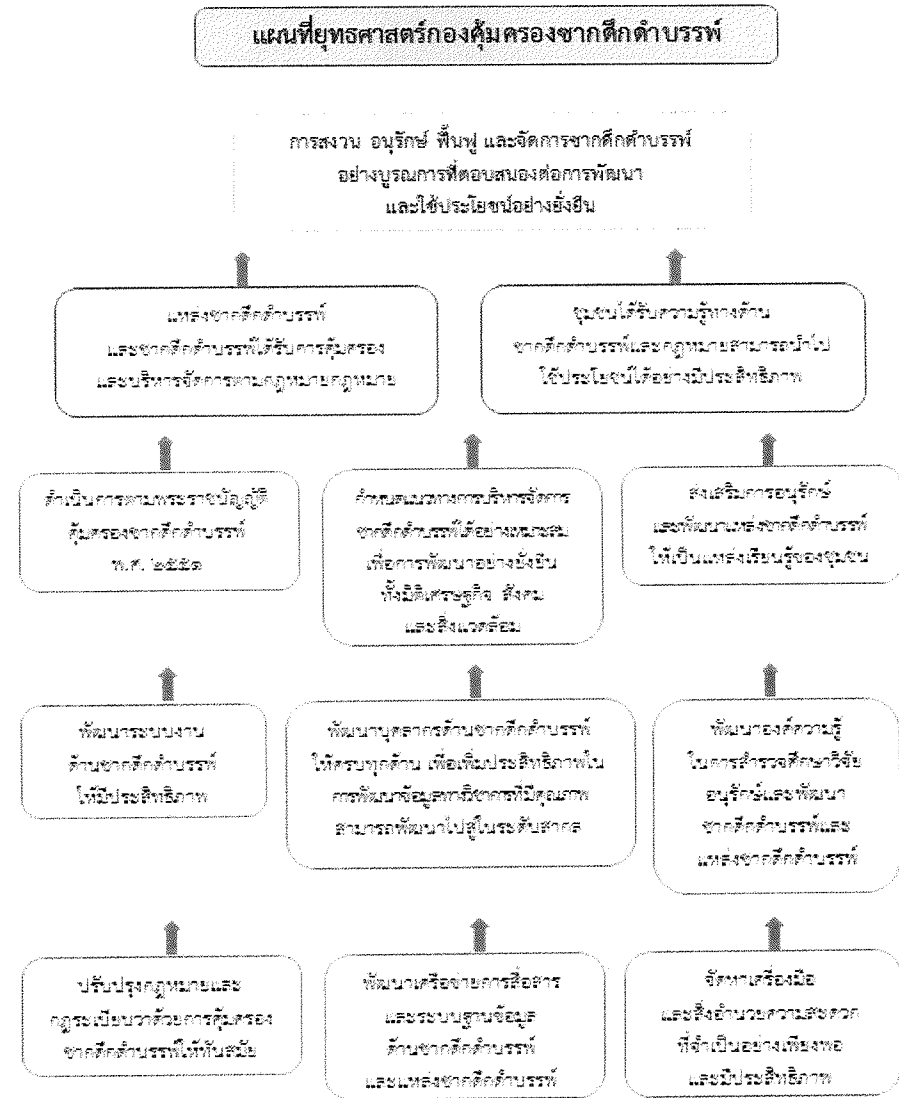 แผนที่ยุทธศาสตร์กองคุ้มครองซากดึกดำบรรพ์
การสงวน อนุรักษ์ ฟื้นฟู และจัดการซากดึกดำบรรพ์
อย่างบูรณการที่ตอบสนองต่อการพัฒนา
และใช้ประโยชน์อย่างยั่งยืน
แหล่งซากดึกดำบรรพ์
และซากดึกดำบรรพ์ได้รับการคุ้มครอง
และบริหารจัดการตามกฎหมายกฎหมาย
ชุมชนได้รับความรู้ทางด้าน
ซากดึกดำบรรพ์และกฎหมายสามารถนำไป
ใช้ประโยชน์ได้อย่างมีประสิทธิภาพ
ดำเนินการตามพระราชบัญญัติ
คุ้มครองซากดึกดำบรรพ์
พ.ศ. ๒๕๕๑
กำหนดแนวทางการบริหารจัดการ
ซากดึกดำบรรพ์ได้อย่างเหมาะสม
เพื่อการพัฒนาอย่างยั่งยืน
ทั้งมิติเศรษฐกิจ สังคม
และสิ่งแวดล้อม
ส่งเสริมการอนุรักษ์
และพัฒนาแหล่งซากดึกดำบรรพ์
ให้เป็นแหล่งเรียนรู้ของชุมชน
พัฒนาระบบงาน
ด้านซากดึกดำบรรพ์
ให้มีประสิทธิภาพ
พัฒนาบุคลากรด้านซากดึกดำบรรพ์
ให้ครบทุกด้าน เพื่อเพิ่มประสิทธิภาพใน
การพัฒนาข้อมูลทางวิชาการที่มีคุณภาพ
สามารถพัฒนาไปสู่ในระดับสากล
พัฒนาองค์ความรู้
ในการสำรวจศึกษาวิจัย
อนุรักษ์และพัฒนา
ซากดึกดำบรรพ์และ
แหล่งซากดึกดำบรรพ์
ปรับปรุงกฎหมายและ
กฎระเบียบว่าด้วยการคุ้มครอง
ซากดึกดำบรรพ์ให้ทันสมัย
พัฒนาเครือข่ายการสื่อสาร
และระบบฐานข้อมูล
ด้านซากดึกดำบรรพ์
และแหล่งซากดึกดำบรรพ์
จัดหาเครื่องมือ
และสิ่งอำนวยความสะดวก
ที่จำเป็นอย่างเพียงพอ
และมีประสิทธิภาพ